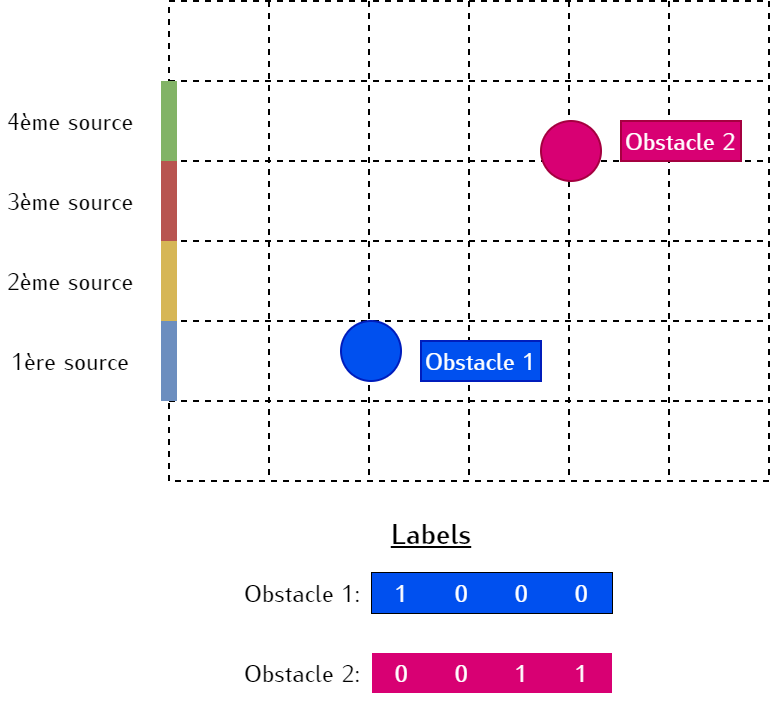 4ème source
Obstacle 2
3ème source
2ème source
1ère source
Obstacle 1
Labels
Obstacle 1: 1 0 0 0
Obstacle 2: 0 0 1 1